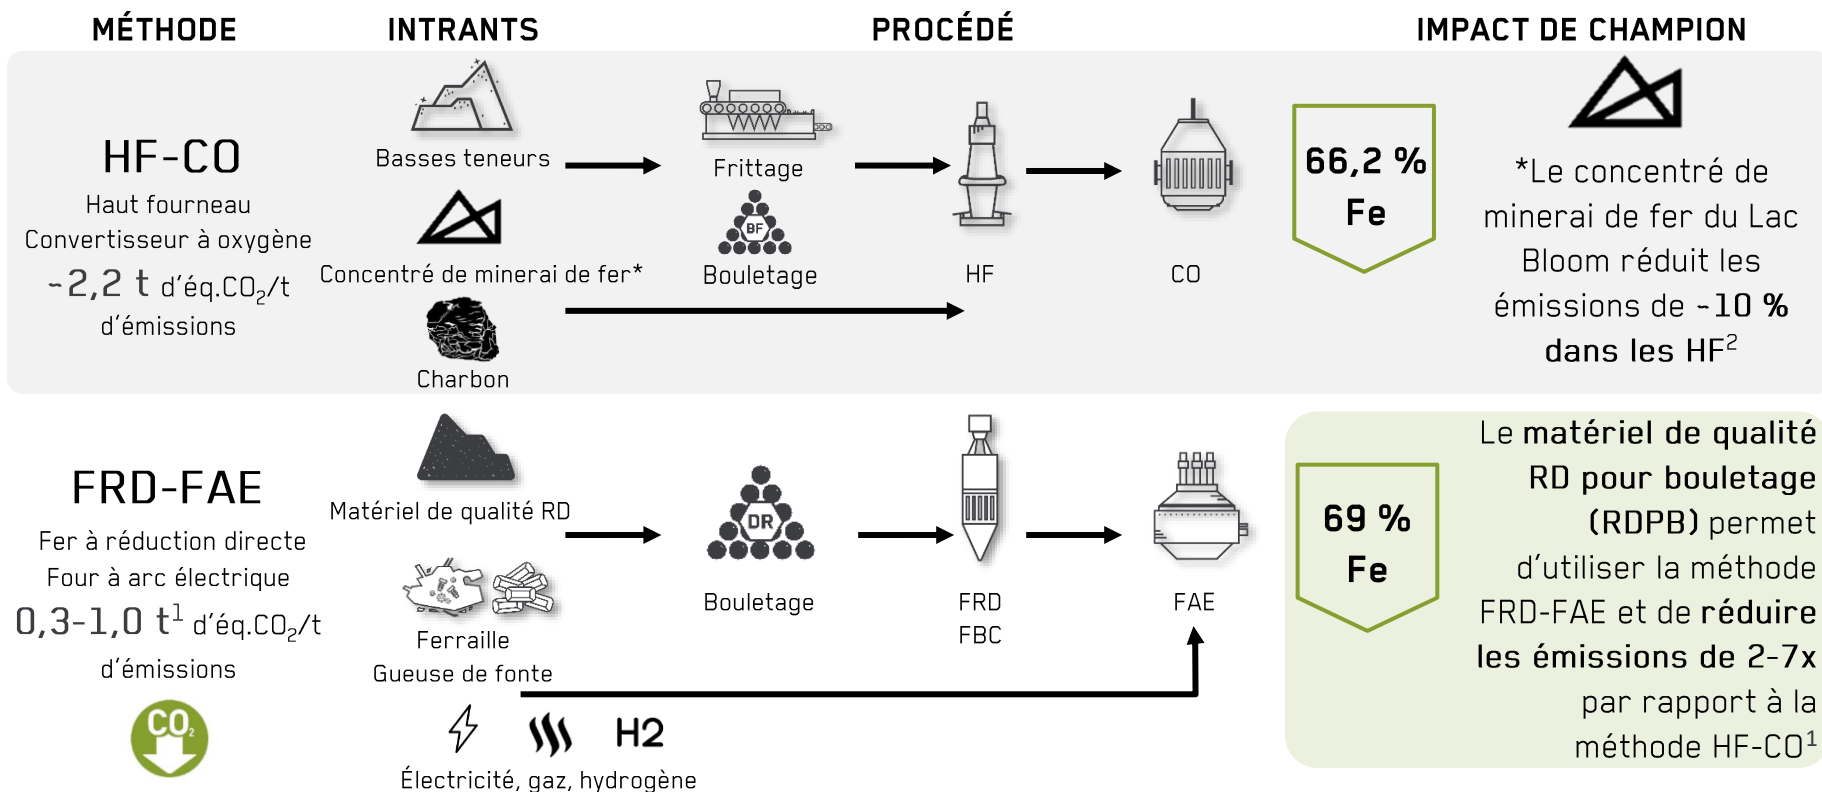 MÉTHODE
INTRANTS
PROCÉDÉ
IMPACT DE CHAMPION
HF-CO
Haut fourneau
Convertisseur à oxygène
~2,2 t d'éq.CO₂/t
d'émissions
Basses teneurs
Concentré de minerai de fer*
Charbon
Frittage
BF
Bouletage
HF
CO
66,2 %
Fe
*Le concentré de
minerai de fer du Lac
Bloom réduit les
émissions de ~10 %
dans les HF²
FRD-FAE
Fer à réduction directe
Four à arc électrique
0,3-1,0 t¹ d'éq.CO₂/t
d'émissions
CO₂
Matériel de qualité RD
Ferraille
Gueuse de fonte
H2
Électricité, gaz, hydrogène
DR
Bouletage
FRD
FBC
FAE
69 %
Fe
Le matériel de qualité
RD pour bouletage
(RDPB) permet
d'utiliser la méthode
FRD-FAE et de réduire
les émissions de 2-7x
par rapport à la
méthode HF-CO¹